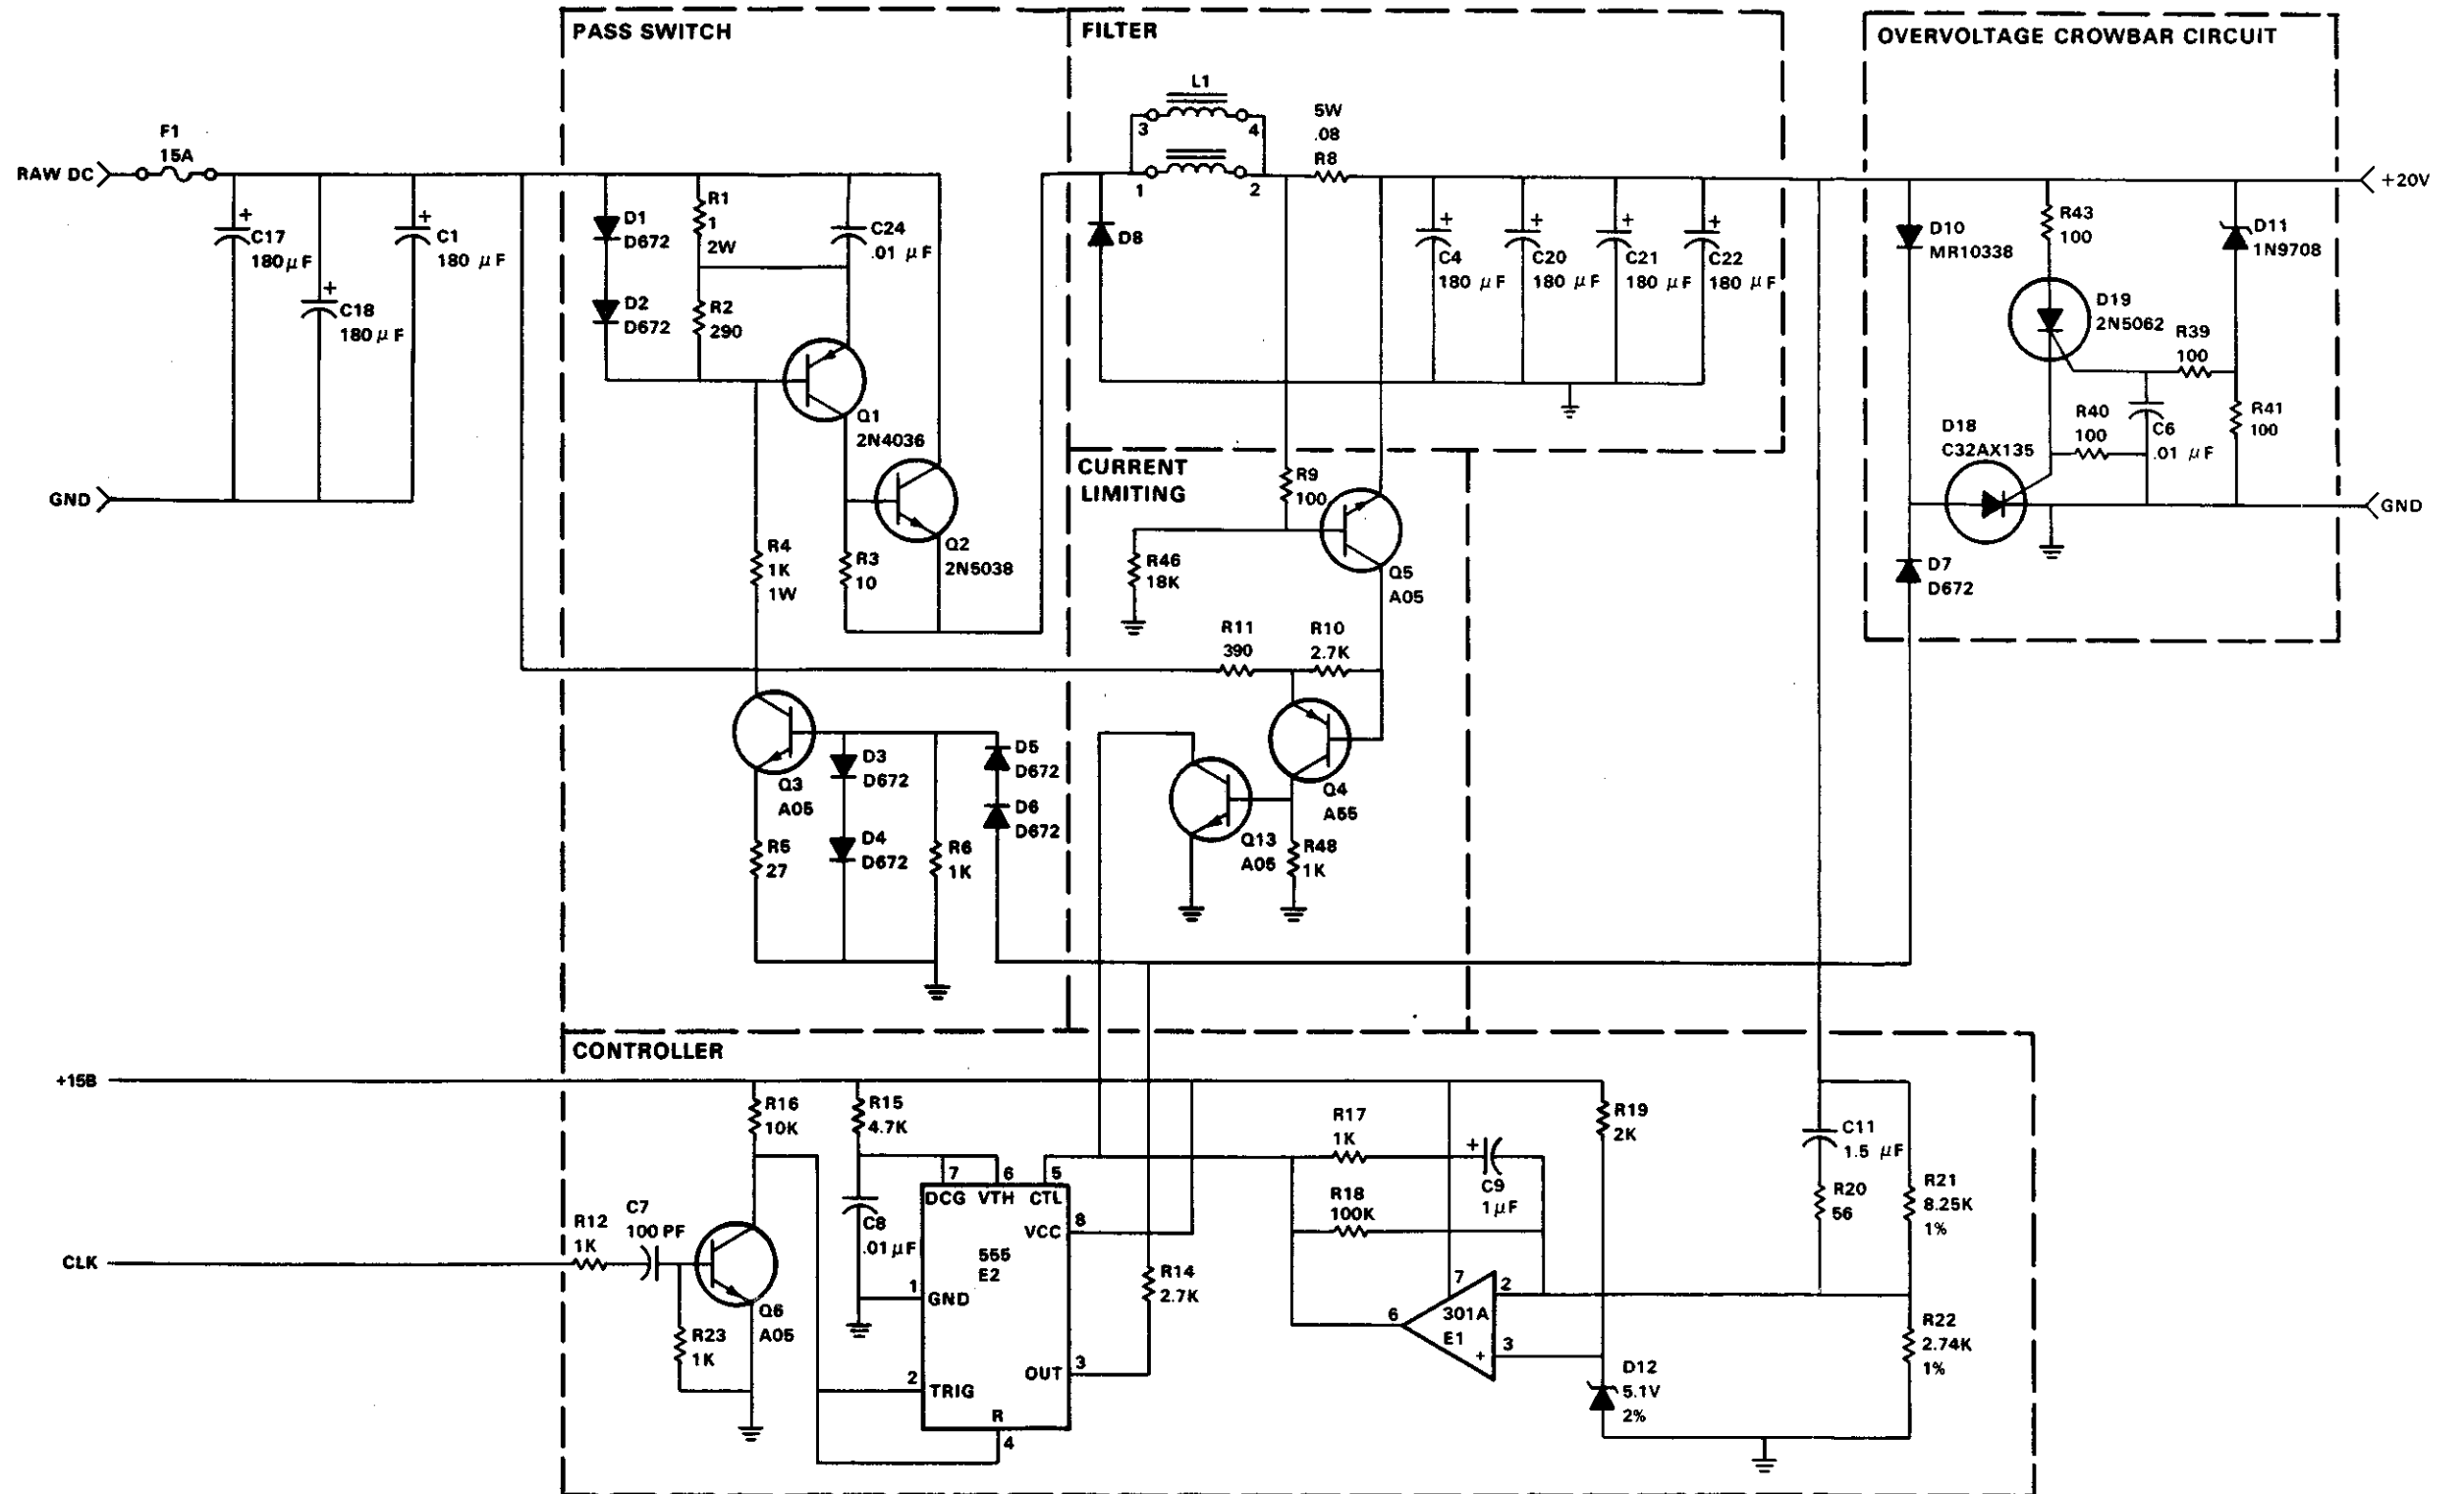 PASS SWITCH
FILTER
OVERVOLTAGE CROWBAR CIRCUIT
F1
15A
RAW DC
GND
+
C17
180 μF
+
C18
180 μF
+
C1
180 μF
D1
D672
D2
D672
R1
1
2W
R2
290
C24
.01 μF
Q1
2N4036
Q2
2N5038
R4
1K
1W
R3
10
L1
3
4
1
2
5W
.08
R8
D8
+
C4
180 μF
+
C20
180 μF
+
C21
180 μF
+
C22
180 μF
+20V
D10
MR10338
R43
100
D11
1N9708
D19
2N5062
R39
100
R40
100
C6
.01 μF
R41
100
D18
C32AX135
GND
D7
D672
CURRENT
LIMITING
R9
100
R46
18K
Q5
A05
R11
390
R10
2.7K
Q3
A05
D3
D672
D5
D672
D6
D672
R5
27
D4
D672
R6
1K
Q4
A55
Q13
A05
R48
1K
CONTROLLER
+15B
R16
10K
R15
4.7K
R17
1K
+
C9
1μF
R18
100K
R19
2K
C11
1.5 μF
R20
56
R21
8.25K
1%
CLK
R12
1K
C7
100 PF
Q6
A05
R23
1K
C8
.01μF
7
6
5
DCG
VTH
CTL
VCC
8
555
E2
1
GND
R14
2.7K
OUT
3
2
TRIG
R
4
7
2
6
301A
E1
3
+
D12
5.1V
2%
R22
2.74K
1%